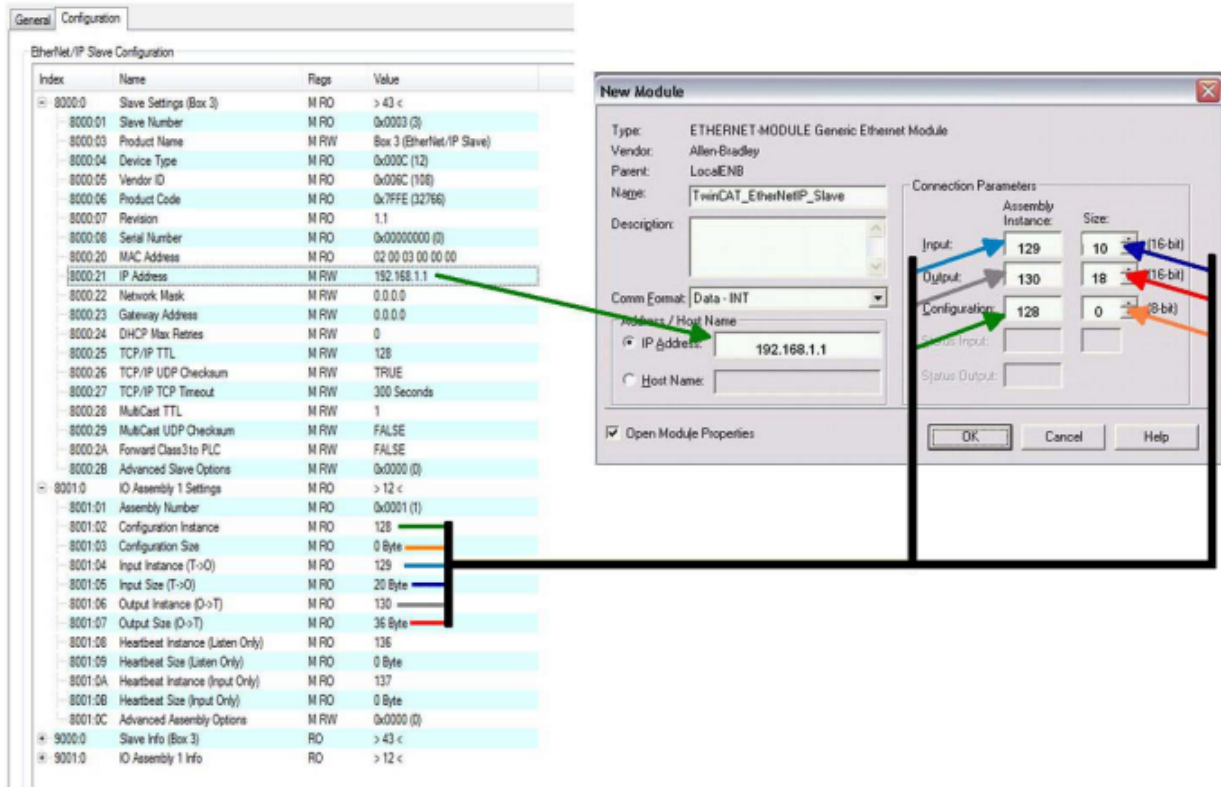 General Configuration
EtherNet/IP Slave Configuration
Index Name Flags Value
8000:0 Slave Settings (Box 3) M RO > 43 <
8000:01 Slave Number M RO 0x0003 (3)
8000:03 Product Name M RW Box 3 (EtherNet/IP Slave)
8000:04 Device Type M RO 0x000C (12)
8000:05 Vendor ID M RO 0x006C (108)
8000:06 Product Code M RO 0x7FFE (32766)
8000:07 Revision M RO 1.1
8000:08 Serial Number M RO 0x00000000 (0)
8000:20 MAC Address M RO 02 00 03 00 00 00
8000:21 IP Address M RW 192.168.1.1
8000:22 Network Mask M RW 0.0.0.0
8000:23 Gateway Address M RW 0.0.0.0
8000:24 DHCP Max Retries M RW 0
8000:25 TCP/IP TTL M RW 128
8000:26 TCP/IP UDP Checksum M RW TRUE
8000:27 TCP/IP TCP Timeout M RW 300 Seconds
8000:28 MultiCast TTL M RW 1
8000:29 MultiCast UDP Checksum M RW FALSE
8000:2A Forward Class3 to PLC M RW FALSE
8000:2B Advanced Slave Options M RW 0x0000 (0)
8001:0 IO Assembly 1 Settings M RO > 12 <
8001:01 Assembly Number M RO 0x0001 (1)
8001:02 Configuration Instance M RO 128
8001:03 Configuration Size M RO 0 Byte
8001:04 Input Instance (T->O) M RO 129
8001:05 Input Size (T->O) M RO 20 Byte
8001:06 Output Instance (O->T) M RO 130
8001:07 Output Size (O->T) M RO 36 Byte
8001:08 Heartbeat Instance (Listen Only) M RO 136
8001:09 Heartbeat Size (Listen Only) M RO 0 Byte
8001:0A Heartbeat Instance (Input Only) M RO 137
8001:0B Heartbeat Size (Input Only) M RO 0 Byte
8001:0C Advanced Assembly Options M RW 0x0000 (0)
9000:0 Slave Info (Box 3) RO > 43 <
9001:0 IO Assembly 1 Info RO > 12 <
New Module
Type: ETHERNET-MODULE Generic Ethernet Module
Vendor: Allen-Bradley
Parent: LocalENB
Name: TwinCAT_EtherNetIP_Slave
Description:
Comm Format: Data - INT
Address / Host Name
IP Address: 192.168.1.1
Host Name:
Open Module Properties
Connection Parameters
Assembly
Instance: Size:
Input: 129 10 (16-bit)
Output: 130 18 (16-bit)
Configuration: 128 0 (8-bit)
Status Input:
Status Output:
OK Cancel Help